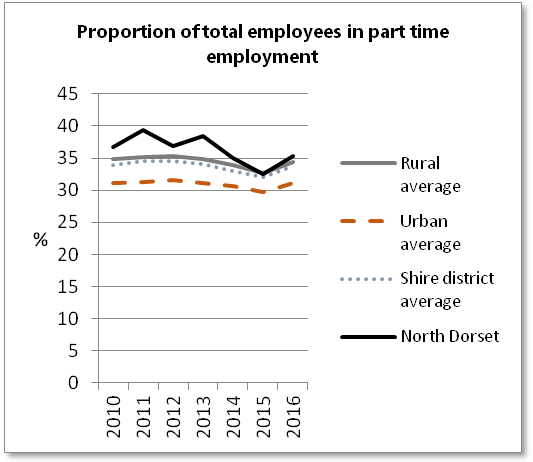 Proportion of total employees in part time
employment
45
40
35
30
25
20
15
10
5
0
%
2010
2011
2012
2013
2014
2015
2016
Rural
average
Urban
average
Shire district
average
North Dorset